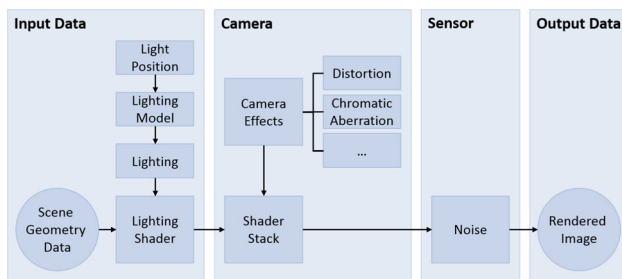 Input Data
Light
Position
Lighting
Model
Lighting
Scene
Geometry
Data
Lighting
Shader
Camera
Camera
Effects
Distortion
Chromatic
Aberration
...
Shader
Stack
Sensor
Noise
Output Data
Rendered
Image